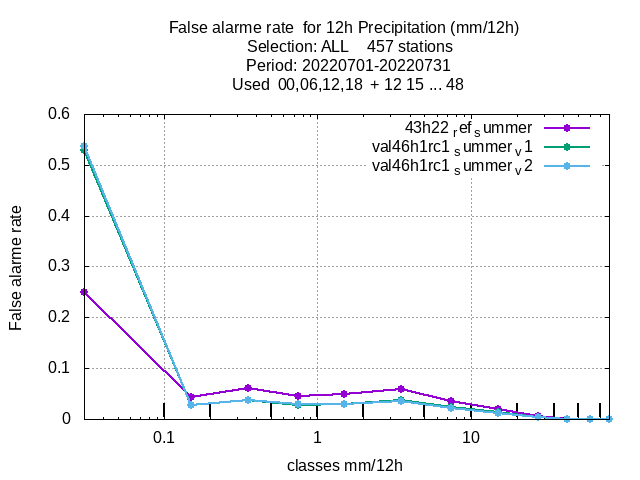 False alarme rate  for 12h Precipitation (mm/12h)
Selection: ALL    457 stations
Period: 20220701-20220731
Used  00,06,12,18  + 12 15 ... 48
43h22_ref_summer
val46h1rc1_summer_v1
val46h1rc1_summer_v2
0.6
0.5
0.4
0.3
0.2
0.1
0
False alarme rate
0.1 1 10
classes mm/12h